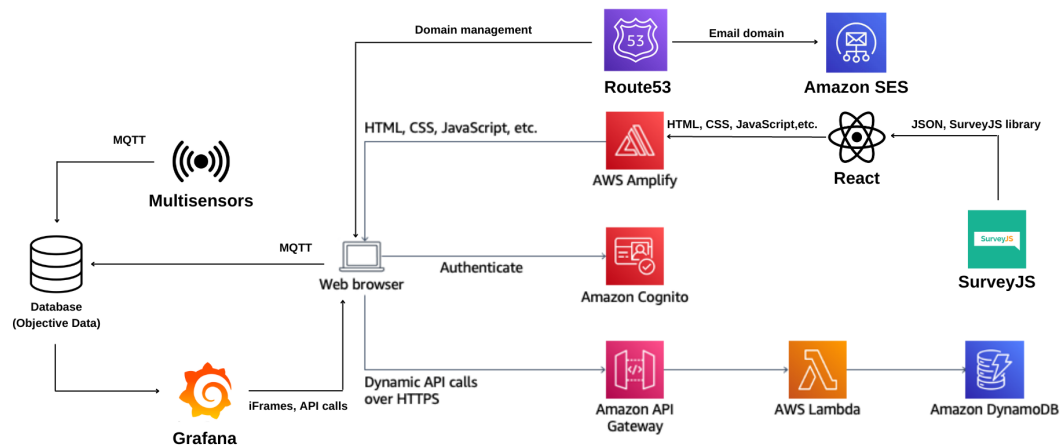 Domain management
53
Email domain
Route53
Amazon SES
HTML, CSS, JavaScript, etc.
HTML, CSS, JavaScript,etc.
JSON, SurveyJS library
MQTT
AWS Amplify
React
Multisensors
SurveyJS
MQTT
Authenticate
Web browser
Amazon Cognito
SurveyJS
Database
(Objective Data)
Dynamic API calls
over HTTPS
iFrames, API calls
Amazon API
Gateway
AWS Lambda
Amazon DynamoDB
Grafana